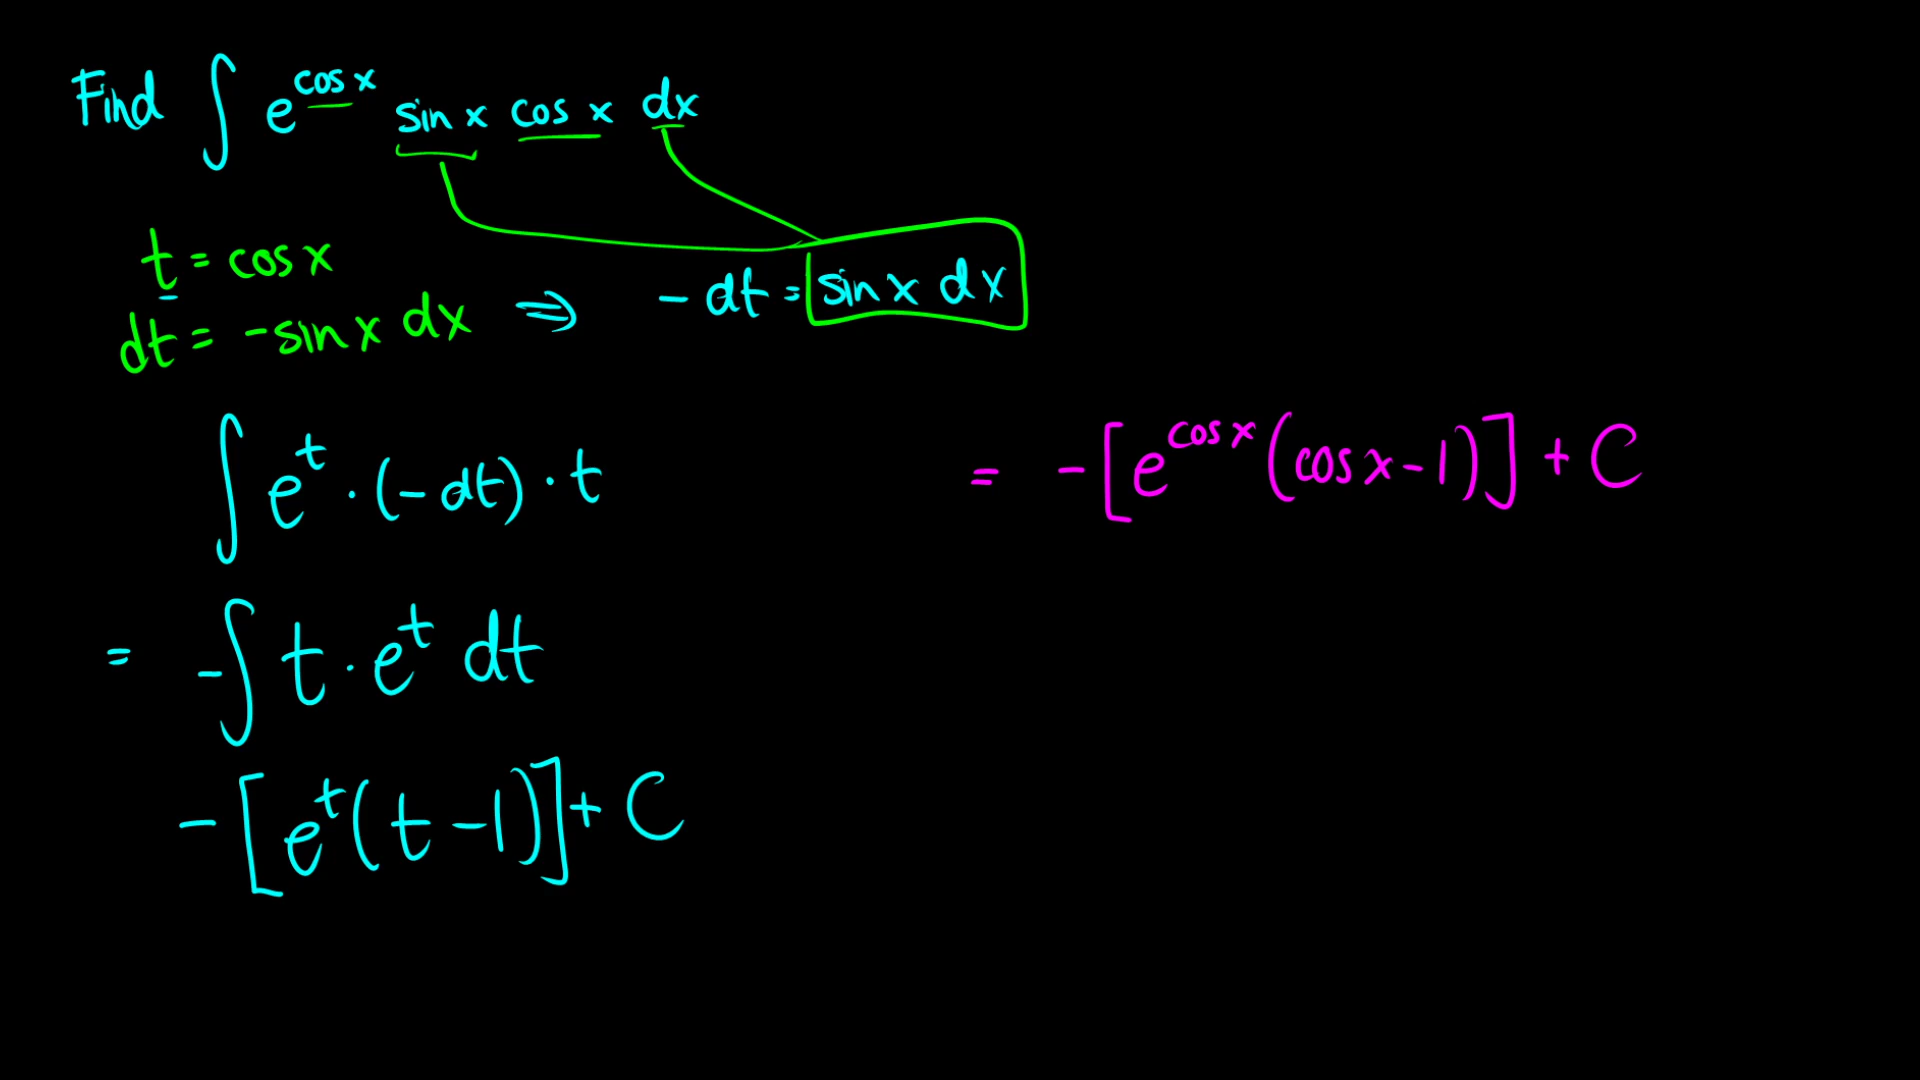 Find ∫ e^{cos x} sin x cos x dx
t = cos x
dt = -sin x dx ⇒ -dt = sin x dx
∫ e^t · (-dt) · t
= -∫ t · e^t dt
-[e^t(t-1)] + C
= -[e^{cos x}(cos x - 1)] + C